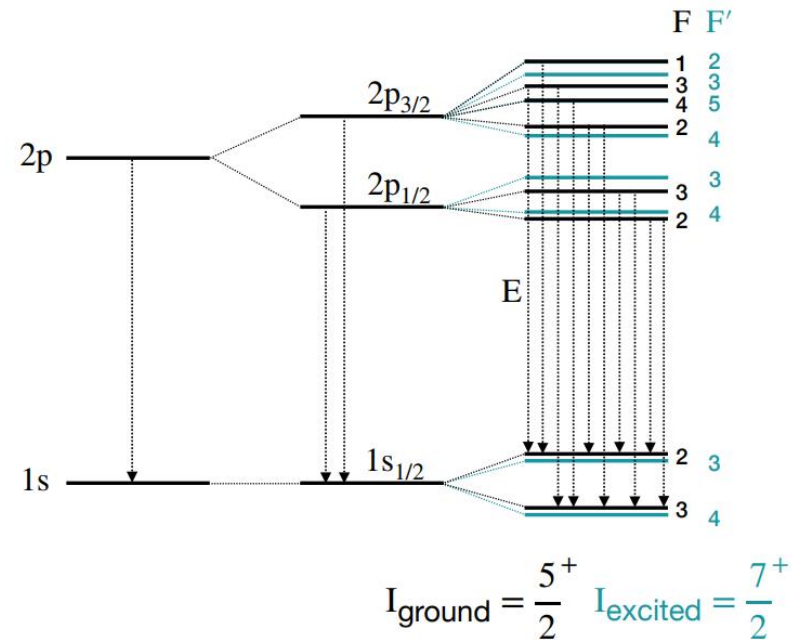 F F′
1 2
2p3/2
3 3
4 5
2 4
2p
2p1/2
3 3
2 4
E
1s1/2
2 3
1s
3 4
Iground = 5+/2 Iexcited = 7+/2